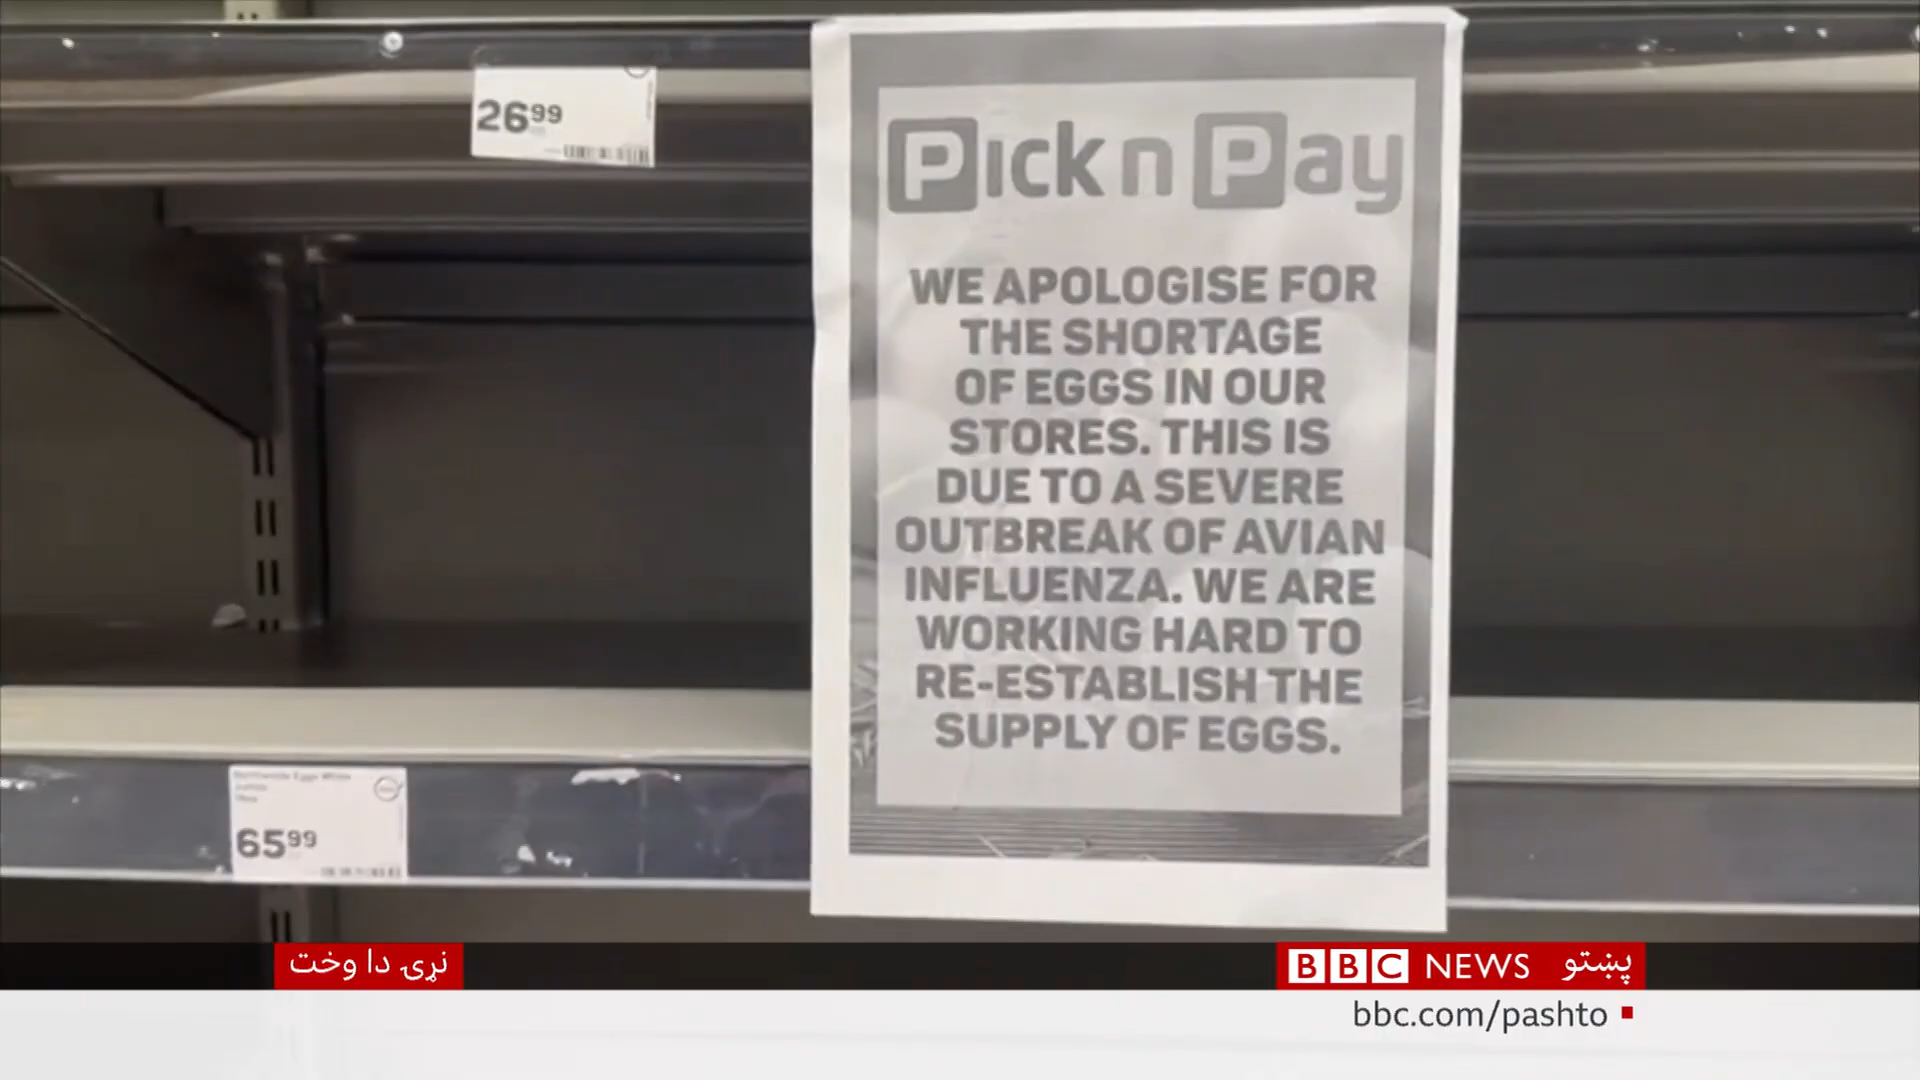 26⁹⁹
Pick n Pay
WE APOLOGISE FOR
THE SHORTAGE
OF EGGS IN OUR
STORES. THIS IS
DUE TO A SEVERE
OUTBREAK OF AVIAN
INFLUENZA. WE ARE
WORKING HARD TO
RE-ESTABLISH THE
SUPPLY OF EGGS.
Eggs White
65⁹⁹
نړۍ دا وخت
BBC NEWS پښتو
bbc.com/pashto